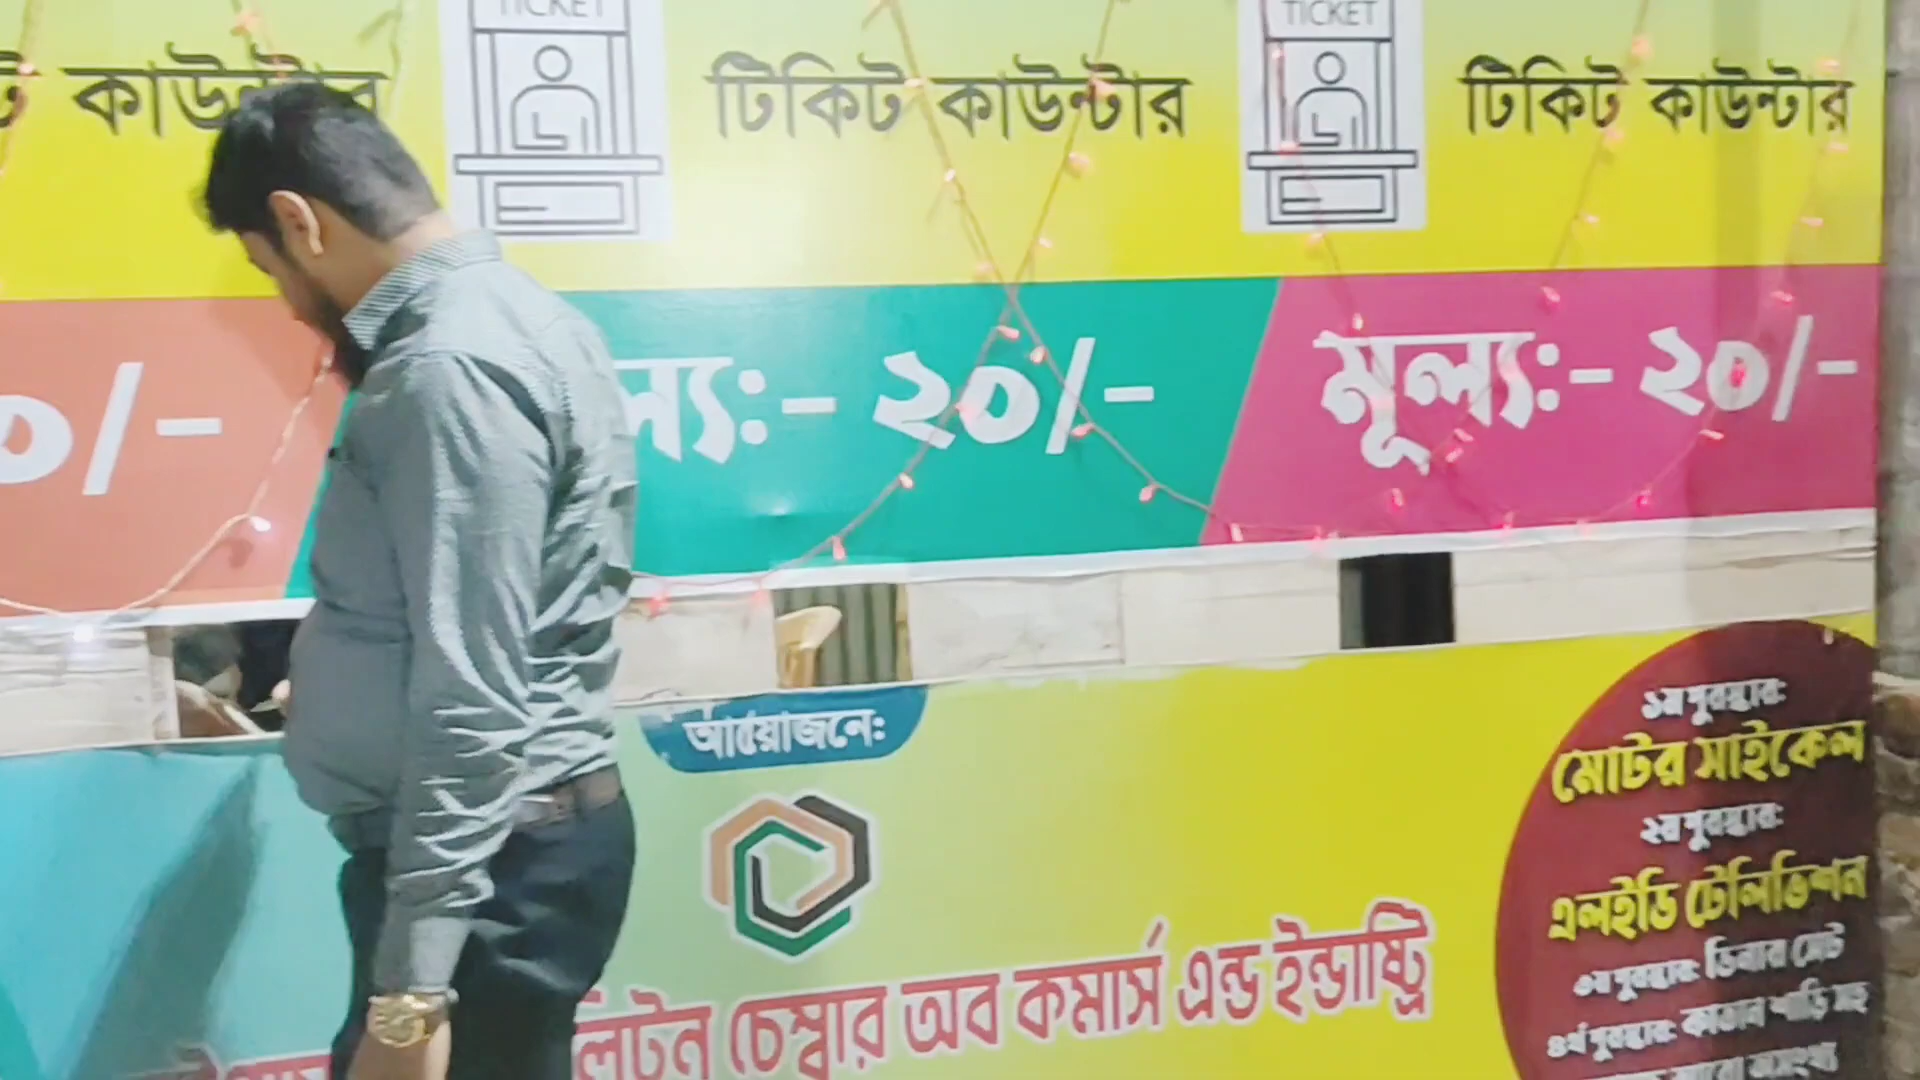 TICKET
TICKET
টিকিট কাউন্টার
টিকিট কাউন্টার
কাউন্টার
০/-
ল্য:- ২০/-
মূল্য:- ২০/-
আয়োজনে:
চেম্বার অব কমার্স এন্ড ইন্ডাষ্ট্রি
১ম পুরস্কার:
মোটর সাইকেল
২য় পুরস্কার:
এলইডি টেলিভিশন
৩য় পুরস্কার: ডিনার সেট
৪র্থ পুরস্কার: কাতান শাড়ি সহ